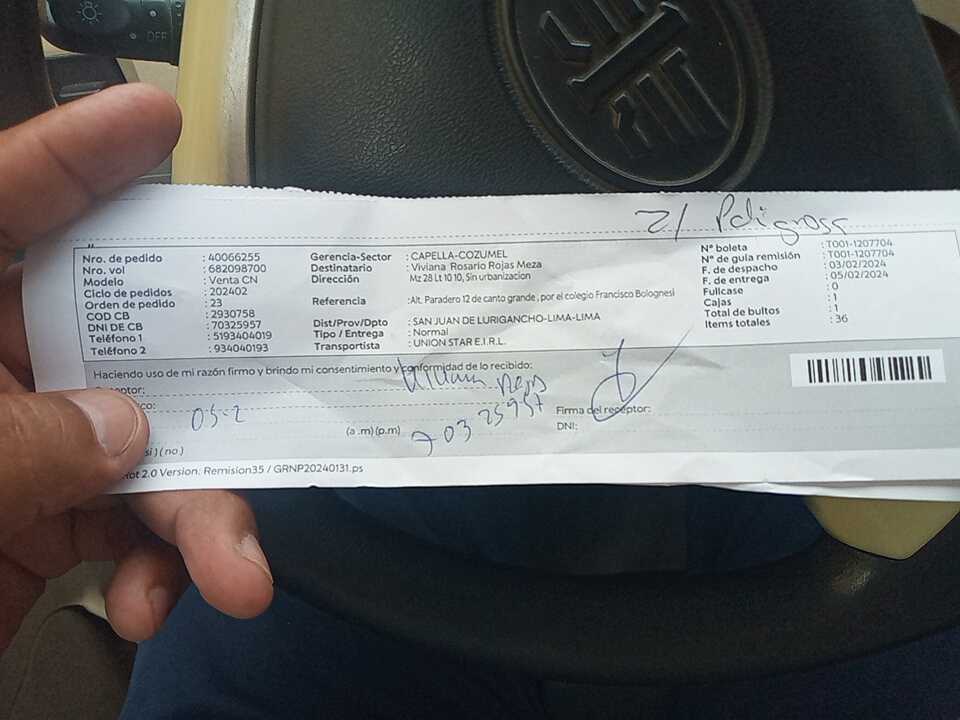 OFF
Z/ Peligrosa
Nro. de pedido : 40066255
Nro. vol : 682098700
Modelo : Venta CN
Ciclo de pedidos : 202402
Orden de pedido : 23
COD CB : 2930758
DNI DE CB : 70325957
Teléfono 1 : 5193404019
Teléfono 2 : 934040193
Gerencia-Sector : CAPELLA-COZUMEL
Destinatario : Viviana Rosario Rojas Meza
Dirección : Mz 28 Lt 10 10, Sin urbanizacion
Referencia : Alt. Paradero 12 de canto grande , por el colegio Francisco Bolognesi
Dist/Prov/Dpto : SAN JUAN DE LURIGANCHO-LIMA-LIMA
Tipo / Entrega : Normal
Transportista : UNION STAR E.I.R.L.
N° boleta : T001-1207704
N° de guia remisión : T001-1207704
F. de despacho : 03/02/2024
F. de entrega : 05/02/2024
Fullcase : 0
Cajas : 1
Total de bultos : 1
Items totales : 36
Haciendo uso de mi razón firmo y brindo mi consentimiento y conformidad de lo recibido:
05-2
(a .m) (p.m)
70325957
Firma del receptor:
DNI:
si ) ( no )
2.0 Version: Remision35 / GRNP20240131.ps